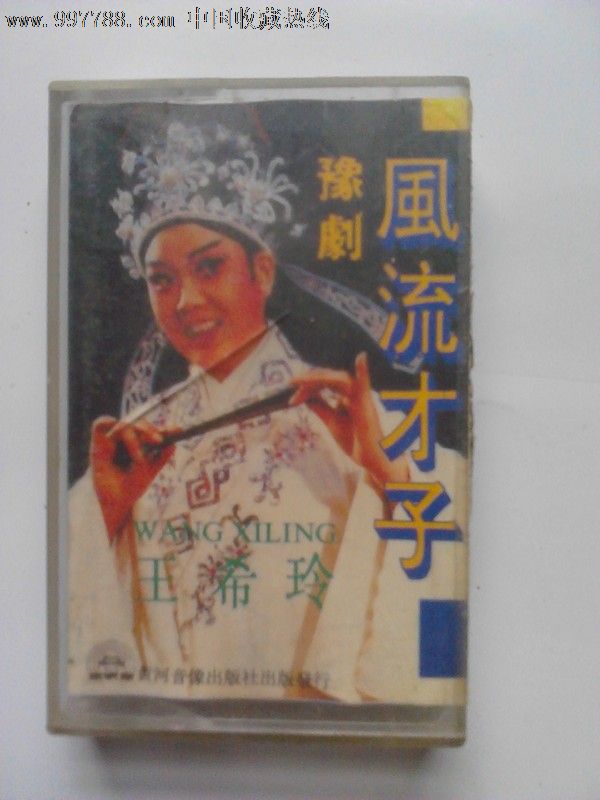 www.997788.com 中国收藏热线
豫劇
風流才子
WANG XILING
王希玲
黄河音像出版社出版發行